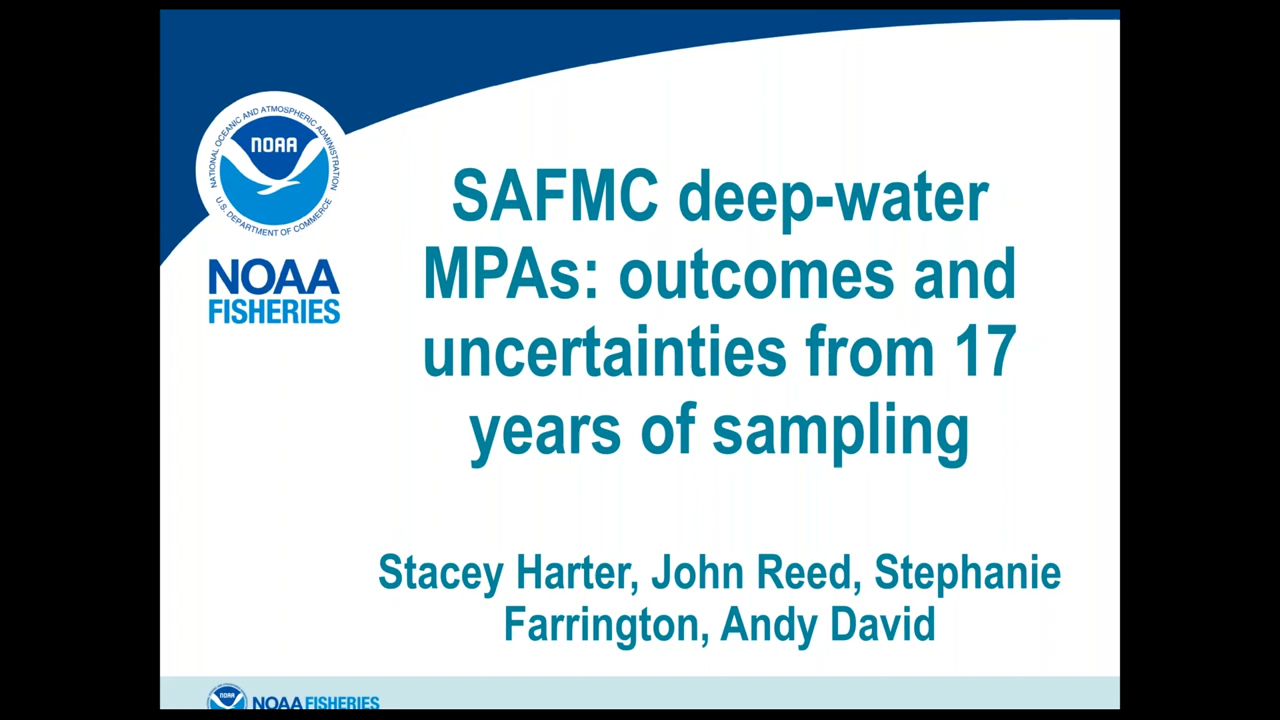 NATIONAL OCEANIC AND ATMOSPHERIC ADMINISTRATION
NOAA
U.S. DEPARTMENT OF COMMERCE
NOAA
FISHERIES
SAFMC deep-water
MPAs: outcomes and
uncertainties from 17
years of sampling
Stacey Harter, John Reed, Stephanie
Farrington, Andy David
NOAA
NOAA FISHERIES